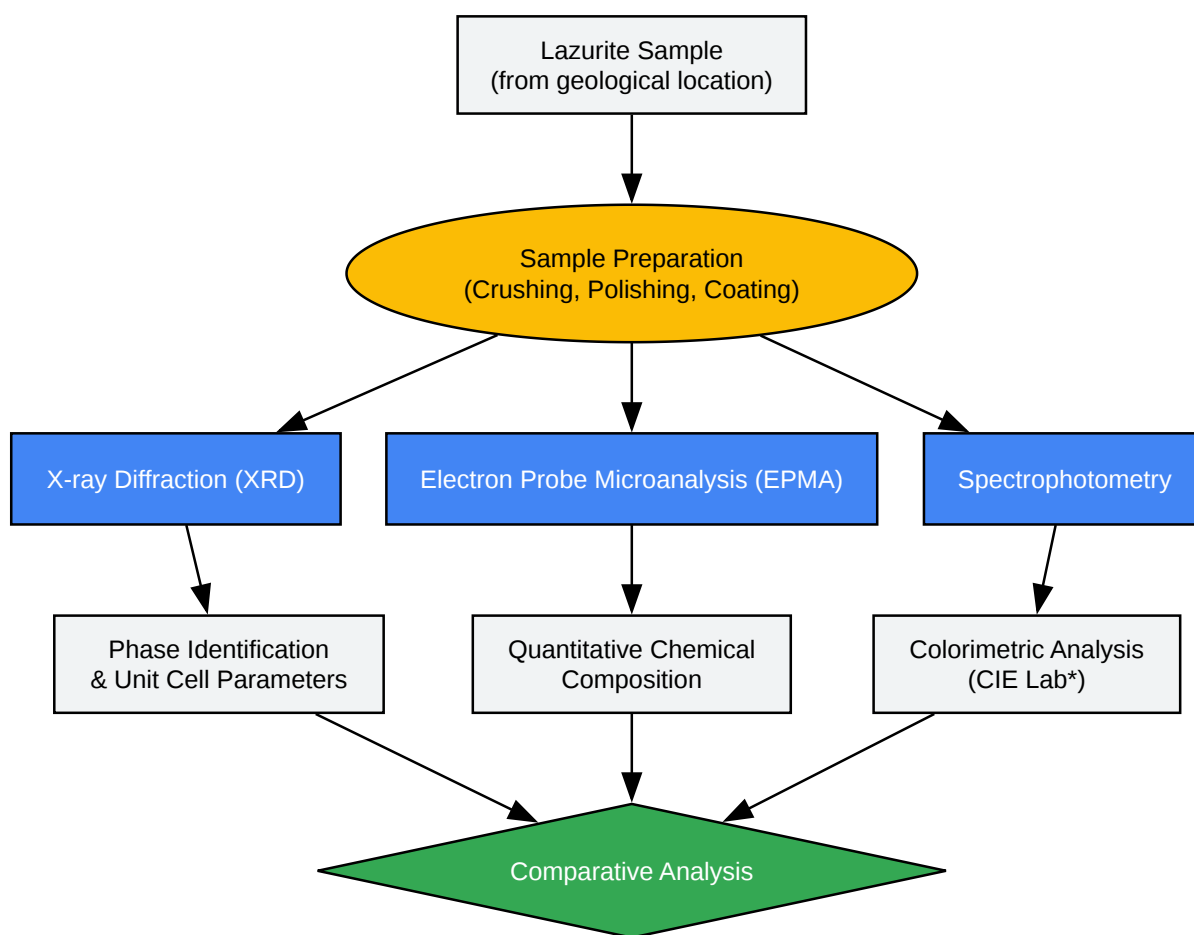 Lazurite Sample
(from geological location)
Sample Preparation
(Crushing, Polishing, Coating)
X-ray Diffraction (XRD)
Electron Probe Microanalysis (EPMA)
Spectrophotometry
Phase Identification
& Unit Cell Parameters
Quantitative Chemical
Composition
Colorimetric Analysis
(CIE Lab*)
Comparative Analysis